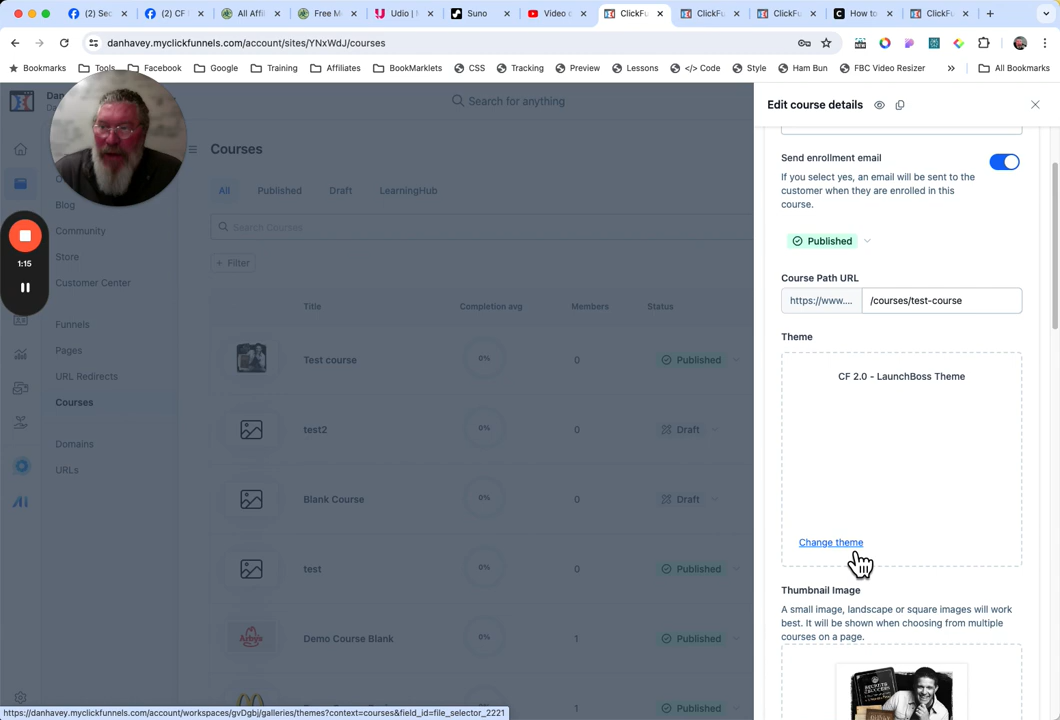 (2) Sec
(2) CF
All Affi
Free M
Udio | M
Suno
Video c
ClickFu
ClickFu
ClickFu
How to
ClickFu
danhavey.myclickfunnels.com/account/sites/YNxWdJ/courses
Bookmarks
Tools
Facebook
Google
Training
Affiliates
BookMarklets
CSS
Tracking
Preview
Lessons
</> Code
Style
Ham Bun
FBC Video Resizer
»
All Bookmarks
Search for anything
Courses
All
Published
Draft
LearningHub
Search Courses
+ Filter
Title
Completion avg
Members
Status
Test course
0%
0
Published
test2
0%
0
Draft
Blank Course
0%
0
Draft
test
0%
0
Published
Demo Course Blank
0%
1
Published
1
Published
1:15
Blog
Community
Store
Customer Center
Funnels
Pages
URL Redirects
Courses
Domains
URLs
AI
Edit course details
Send enrollment email
If you select yes, an email will be sent to the
customer when they are enrolled in this
course.
Published
Course Path URL
https://www....
/courses/test-course
Theme
CF 2.0 - LaunchBoss Theme
Change theme
Thumbnail Image
A small image, landscape or square images will work
best. It will be shown when choosing from multiple
courses on a page.
https://danhavey.myclickfunnels.com/account/workspaces/gvDgbj/galleries/themes?context=courses&field_id=file_selector_2221